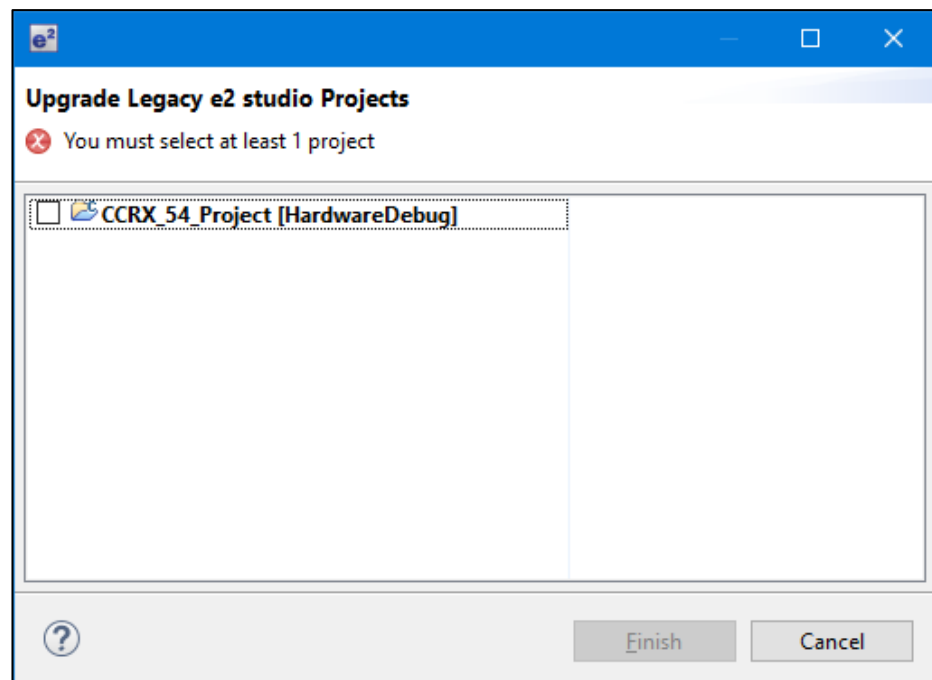 e²
Upgrade Legacy e2 studio Projects
You must select at least 1 project
CCRX_54_Project [HardwareDebug]
?
Finish
Cancel